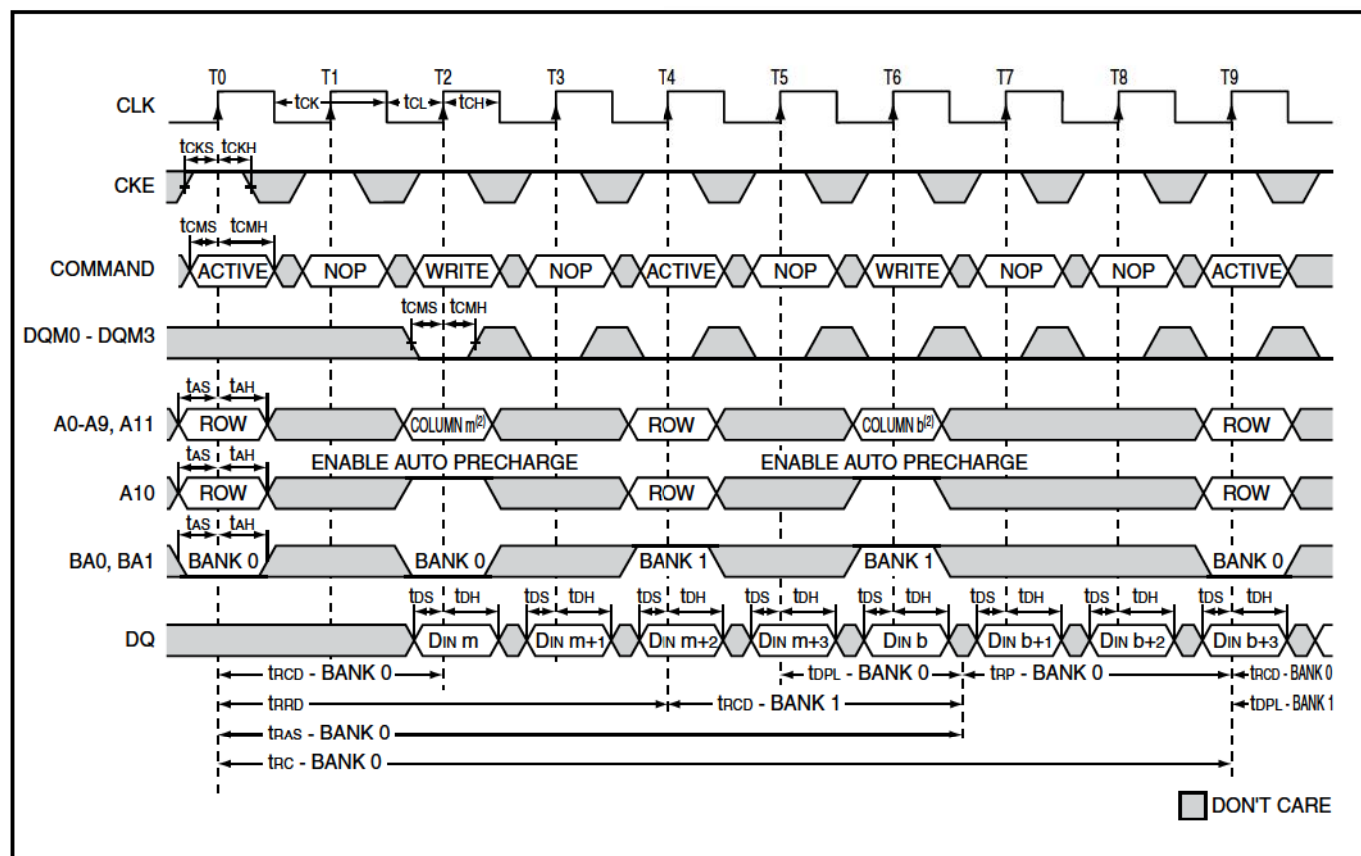 T0 T1 T2 T3 T4 T5 T6 T7 T8 T9
CLK tCK tCL tCH
tCKS tCKH
CKE
tCMS tCMH
COMMAND ACTIVE NOP WRITE NOP ACTIVE NOP WRITE NOP NOP ACTIVE
tCMS tCMH
DQM0 - DQM3
tAS tAH
A0-A9, A11 ROW COLUMN m(2) ROW COLUMN b(2) ROW
tAS tAH ENABLE AUTO PRECHARGE ENABLE AUTO PRECHARGE
A10 ROW ROW ROW
tAS tAH
BA0, BA1 BANK 0 BANK 0 BANK 1 BANK 1 BANK 0
tDS tDH tDS tDH tDS tDH tDS tDH tDS tDH tDS tDH tDS tDH tDS tDH
DQ DIN m DIN m+1 DIN m+2 DIN m+3 DIN b DIN b+1 DIN b+2 DIN b+3
tRCD - BANK 0 tDPL - BANK 0 tRP - BANK 0 tRCD - BANK 0
tRRD tRCD - BANK 1 tDPL - BANK 1
tRAS - BANK 0
tRC - BANK 0
DON'T CARE